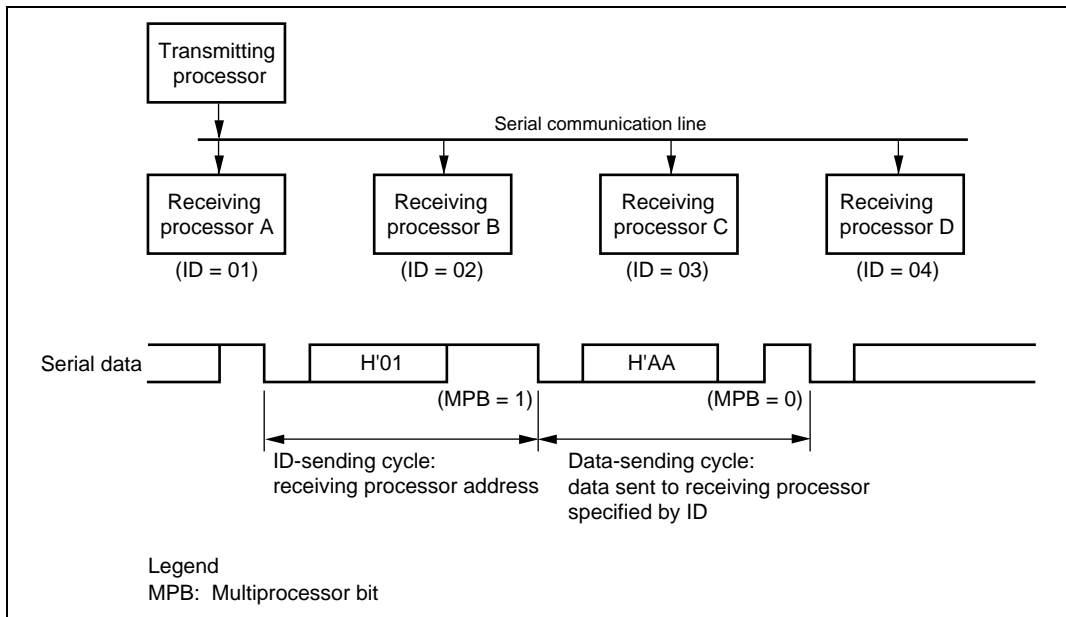 Transmitting
processor
Serial communication line
Receiving
processor A
Receiving
processor B
Receiving
processor C
Receiving
processor D
(ID = 01)
(ID = 02)
(ID = 03)
(ID = 04)
Serial data
H'01
H'AA
(MPB = 1)
(MPB = 0)
ID-sending cycle:
receiving processor address
Data-sending cycle:
data sent to receiving processor
specified by ID
Legend
MPB: Multiprocessor bit